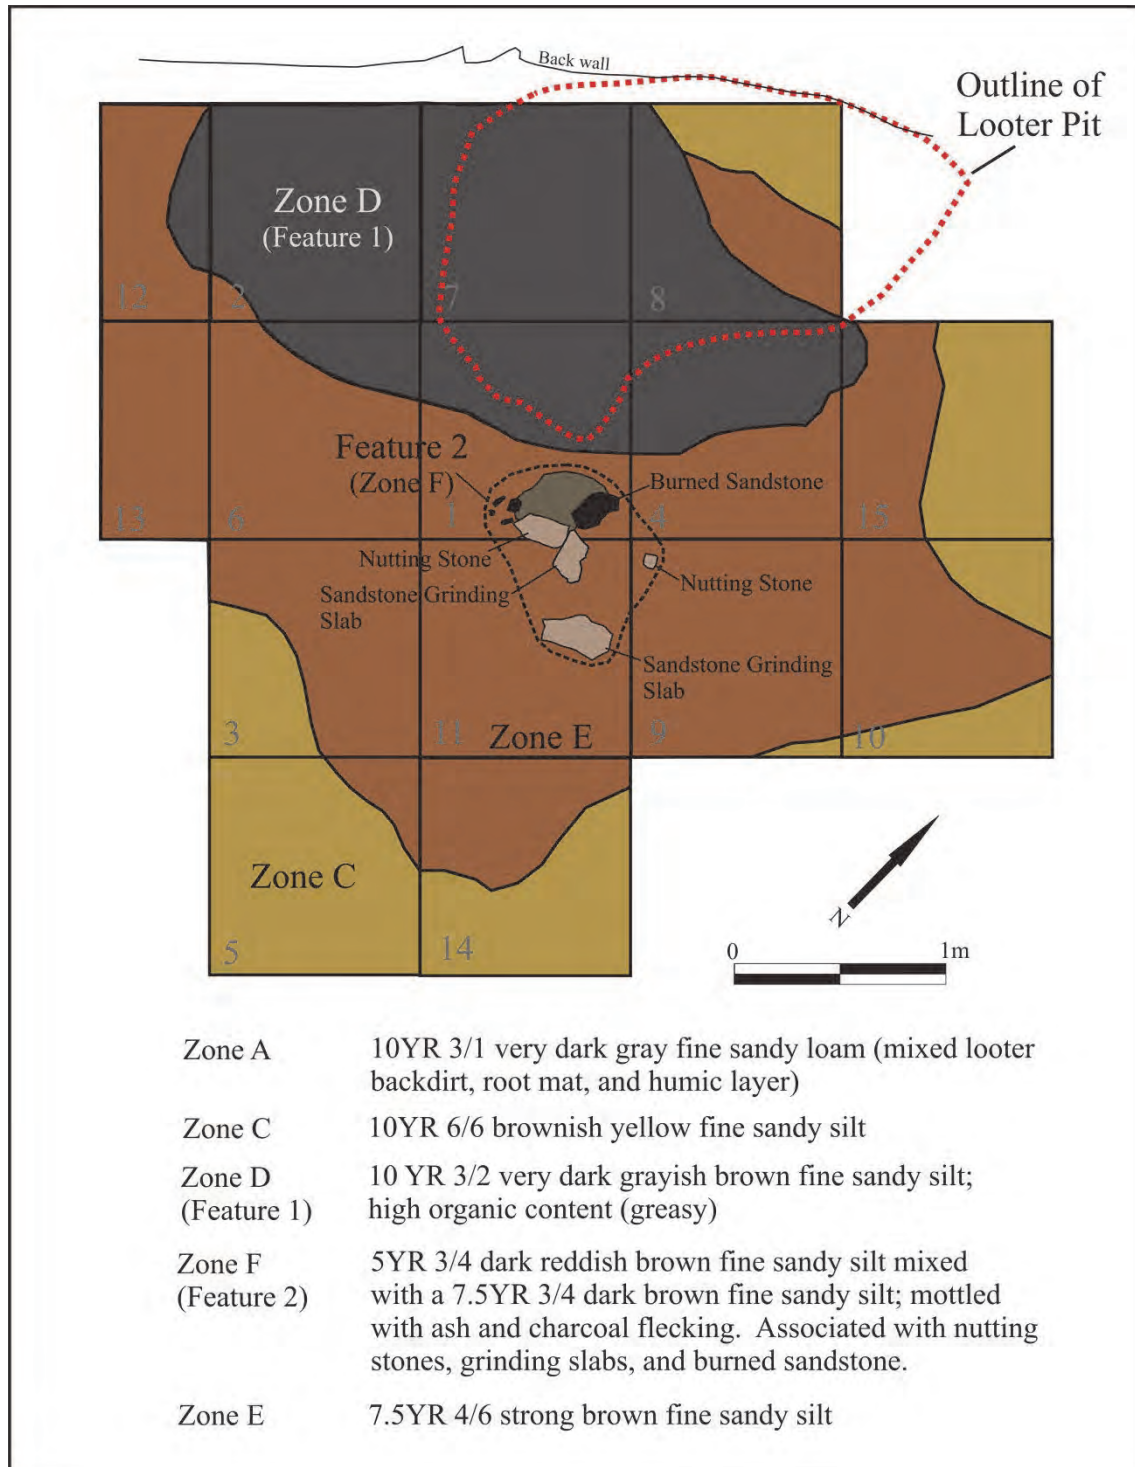 Back wall
Outline of
Looter Pit
Zone D
(Feature 1)
12
2
7
8
Feature 2
(Zone F)
Burned Sandstone
13
6
1
4
15
Nutting Stone
Nutting Stone
Sandstone Grinding
Slab
Sandstone Grinding
Slab
3
11
Zone E
9
10
Zone C
N
5
14
0
1m
Zone A
10YR 3/1 very dark gray fine sandy loam (mixed looter
backdirt, root mat, and humic layer)
Zone C
10YR 6/6 brownish yellow fine sandy silt
Zone D
(Feature 1)
10 YR 3/2 very dark grayish brown fine sandy silt;
high organic content (greasy)
Zone F
(Feature 2)
5YR 3/4 dark reddish brown fine sandy silt mixed
with a 7.5YR 3/4 dark brown fine sandy silt; mottled
with ash and charcoal flecking.  Associated with nutting
stones, grinding slabs, and burned sandstone.
Zone E
7.5YR 4/6 strong brown fine sandy silt